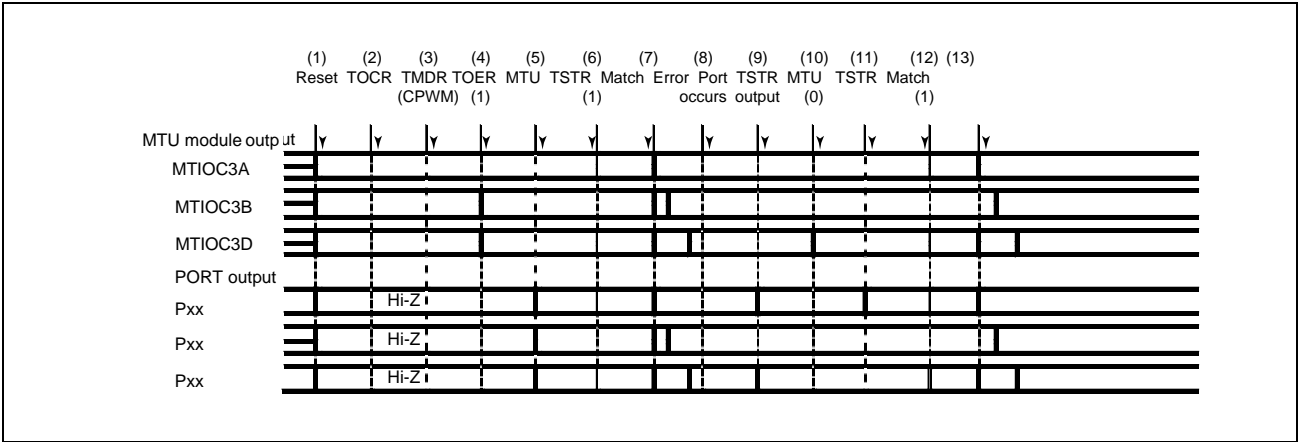 (1) (2) (3) (4) (5) (6) (7) (8) (9) (10) (11) (12) (13)
Reset TOCR TMDR TOER MTU TSTR Match Error Port TSTR MTU TSTR Match
(CPWM) (1) (1) occurs output (0) (1)
MTU module output
MTIOC3A
MTIOC3B
MTIOC3D
PORT output
Pxx Hi-Z
Pxx Hi-Z
Pxx Hi-Z